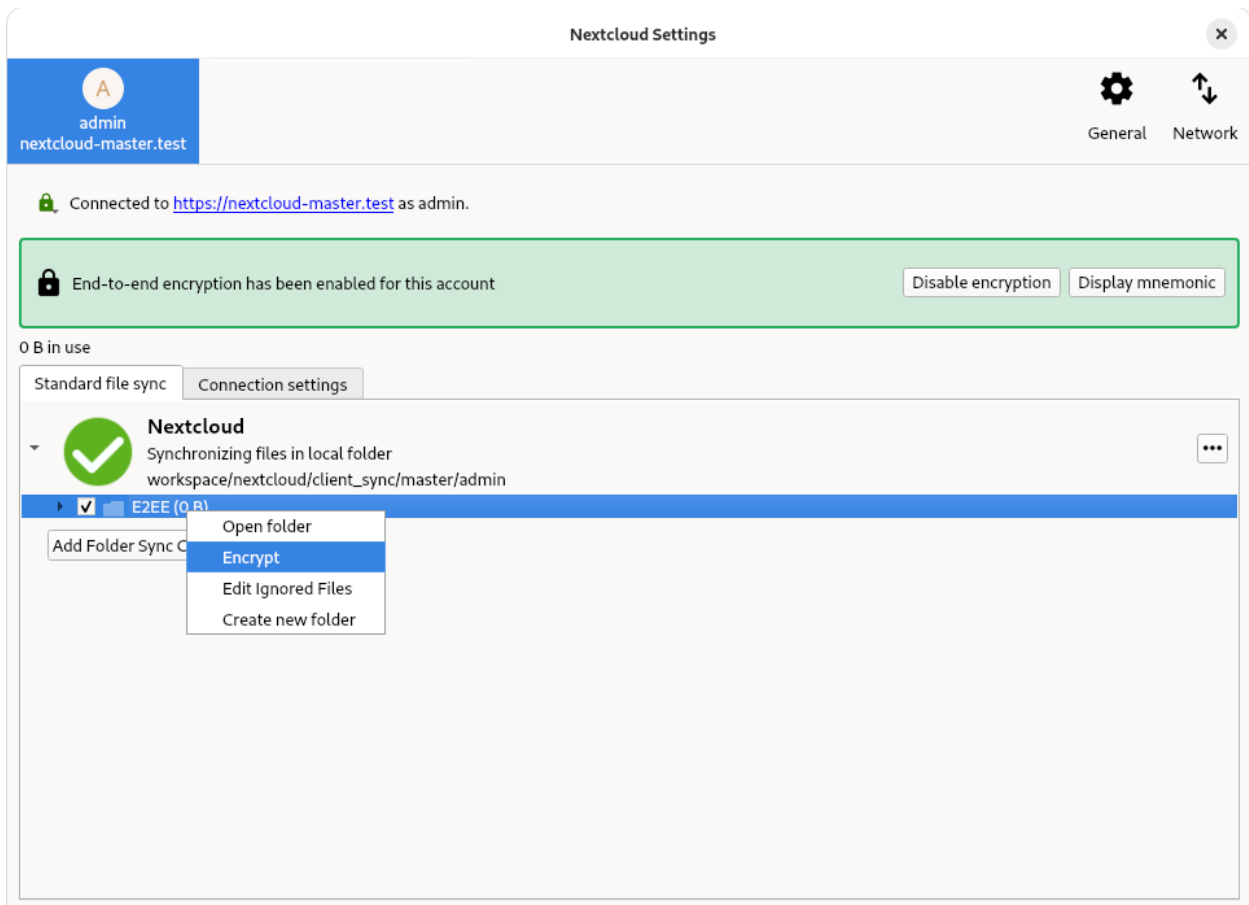 Nextcloud Settings
A
admin
nextcloud-master.test
General
Network
Connected to https://nextcloud-master.test as admin.
End-to-end encryption has been enabled for this account
Disable encryption
Display mnemonic
0 B in use
Standard file sync
Connection settings
Nextcloud
Synchronizing files in local folder
workspace/nextcloud/client_sync/master/admin
E2EE (0 B)
Open folder
Add Folder Sync C
Encrypt
Edit Ignored Files
Create new folder